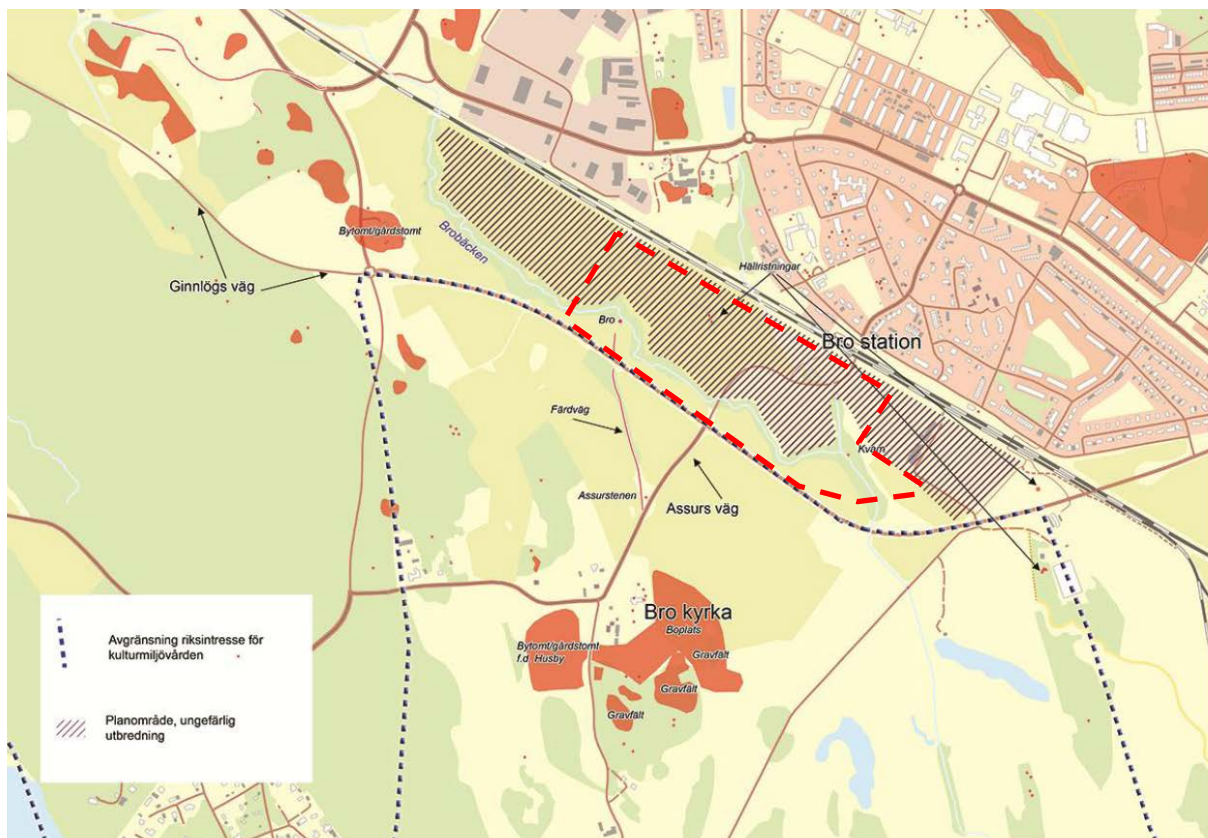 Bytomt/gårdstomt
Brobäcken
Hällristningar
Ginnlögs väg
Bro
Bro station
Färdväg
Kvarn
Assurstenen
Assurs väg
Bro kyrka
Boplats
Bytomt/gårdstomt
f.d. Husby
Gravfält
Gravfält
Gravfält
Avgränsning riksintresse för
kulturmiljövården
Planområde, ungefärlig
utbredning